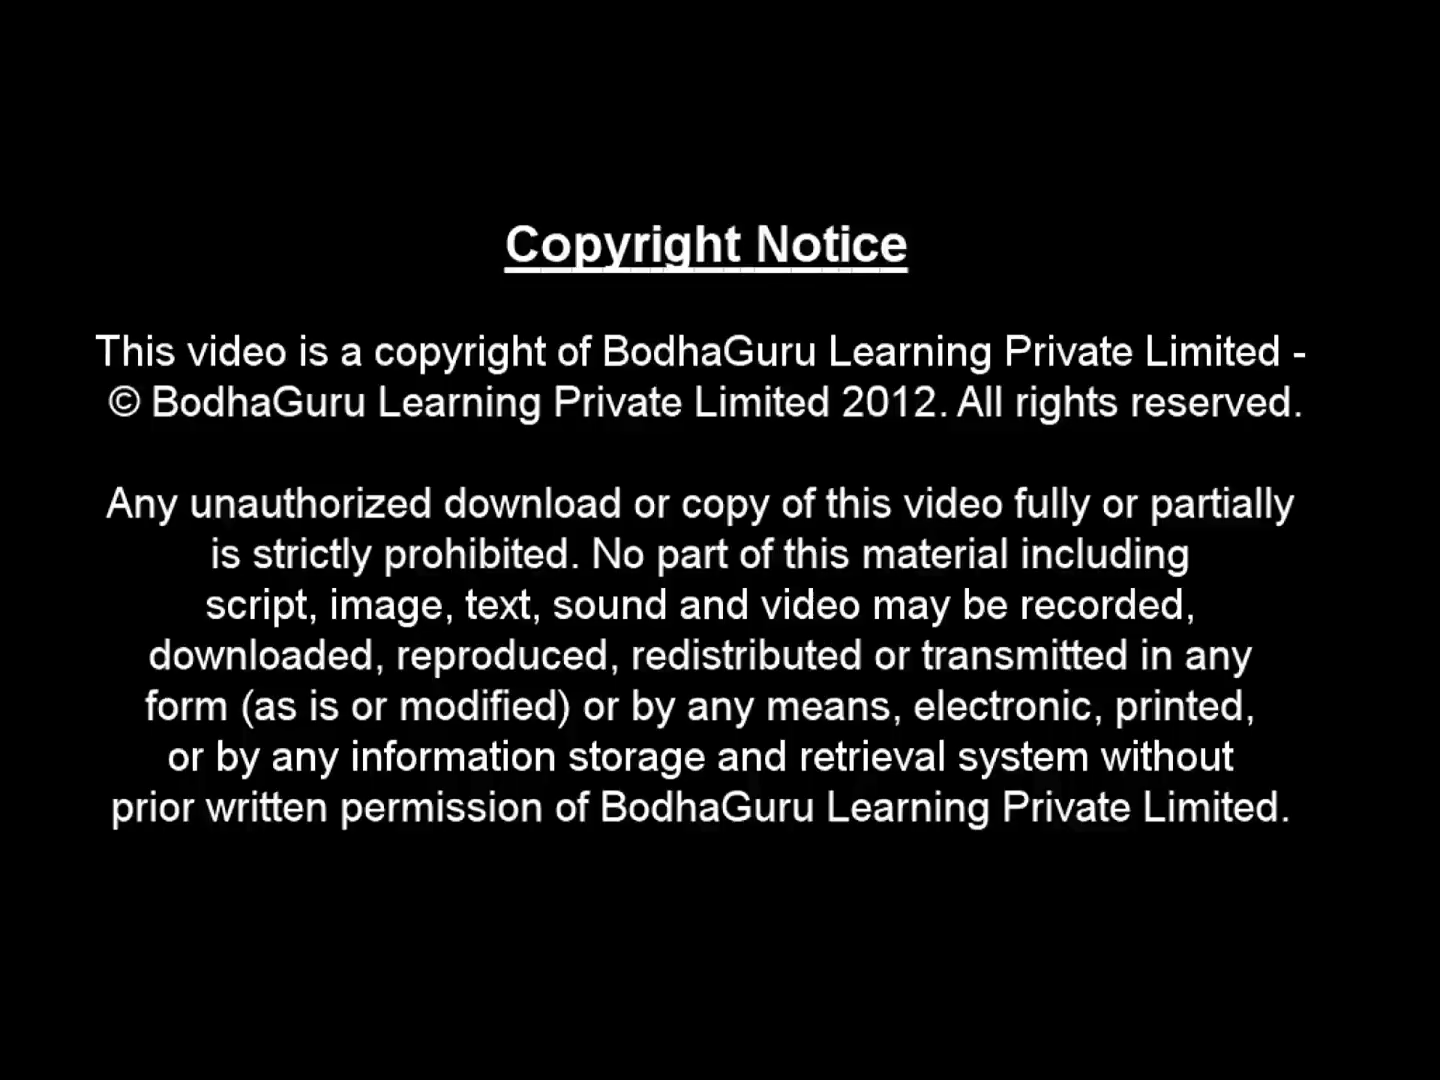 Copyright Notice
This video is a copyright of BodhaGuru Learning Private Limited -
© BodhaGuru Learning Private Limited 2012. All rights reserved.
Any unauthorized download or copy of this video fully or partially
is strictly prohibited. No part of this material including
script, image, text, sound and video may be recorded,
downloaded, reproduced, redistributed or transmitted in any
form (as is or modified) or by any means, electronic, printed,
or by any information storage and retrieval system without
prior written permission of BodhaGuru Learning Private Limited.